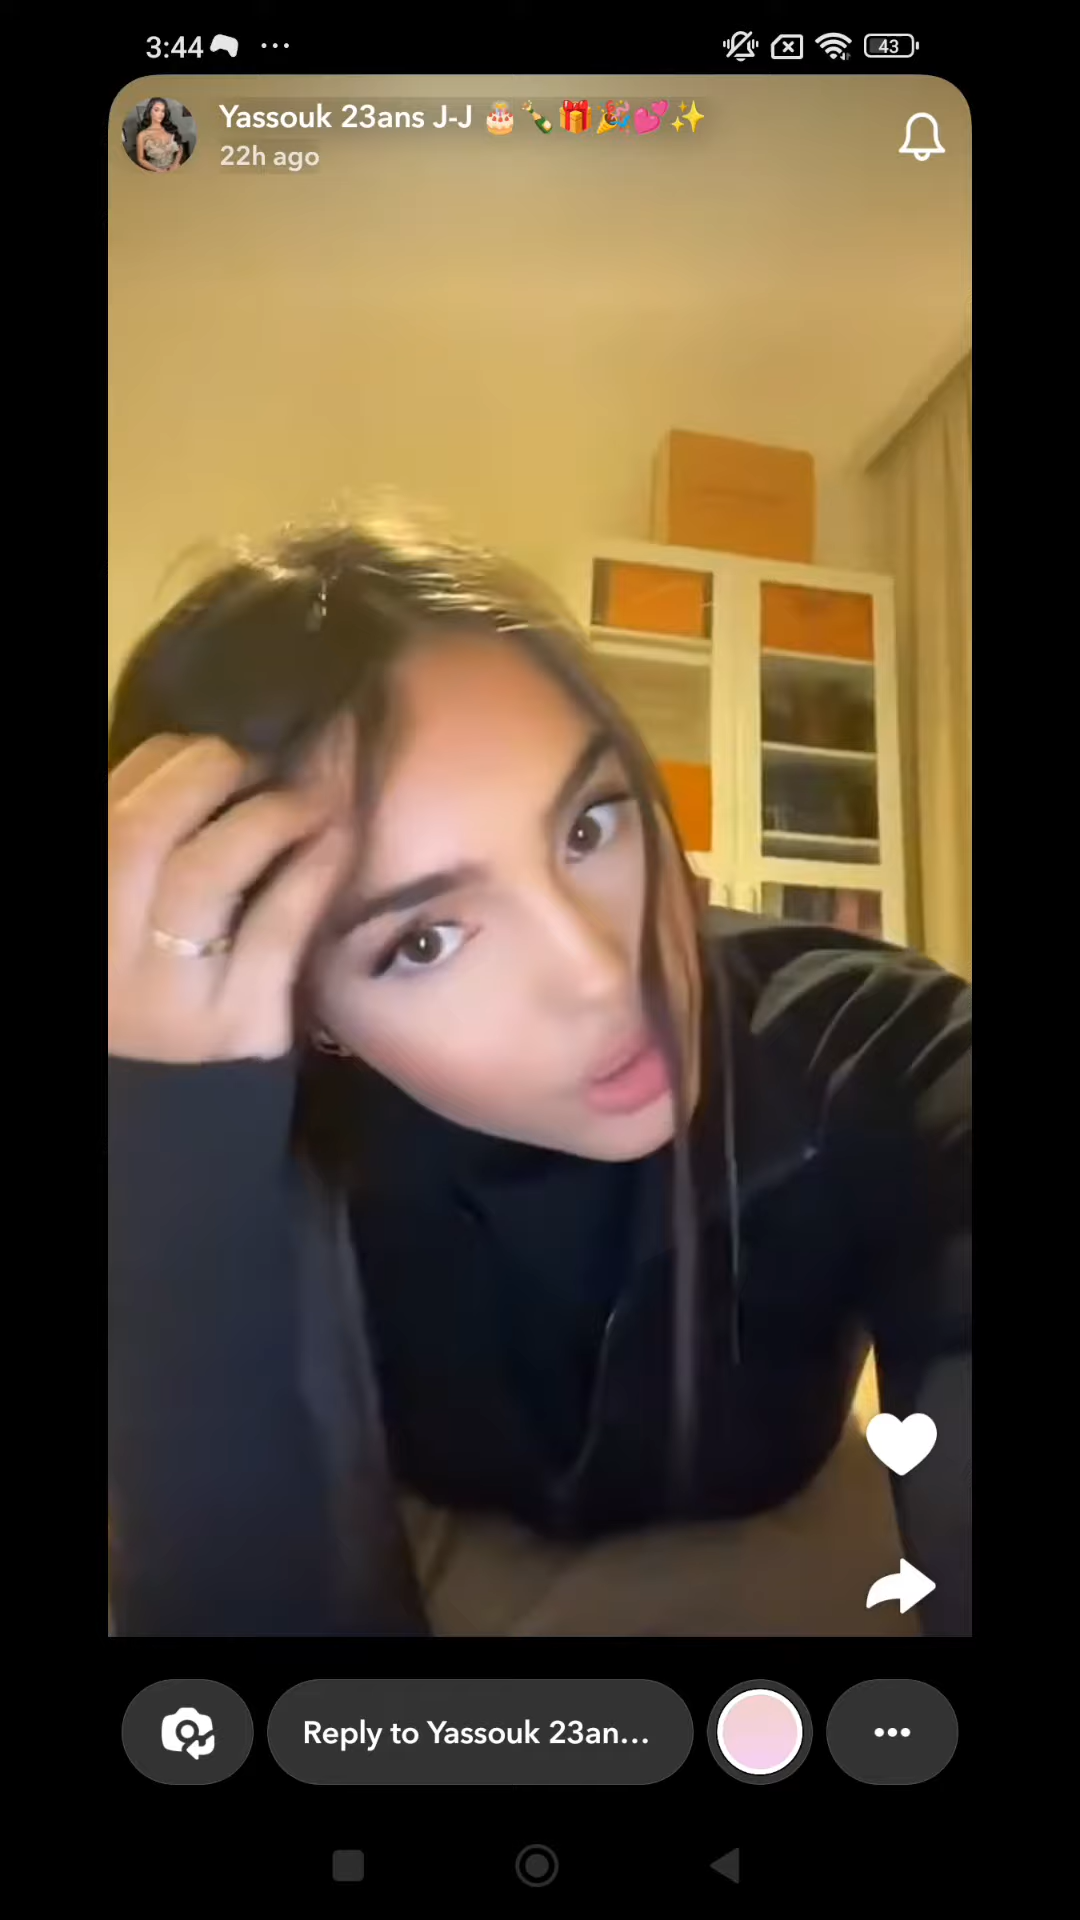 3:44
43
Yassouk 23ans J-J 🎂🍾🎁🎉💕✨
22h ago
Reply to Yassouk 23an...